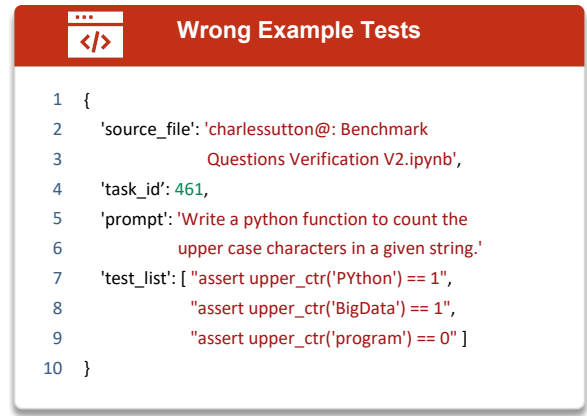 </>
Wrong Example Tests
1 {
2 'source_file': 'charlessutton@: Benchmark
3 Questions Verification V2.ipynb',
4 'task_id’: 461,
5 'prompt': 'Write a python function to count the
6 upper case characters in a given string.'
7 'test_list': [ "assert upper_ctr('PYthon') == 1",
8 "assert upper_ctr('BigData') == 1",
9 "assert upper_ctr('program') == 0" ]
10 }